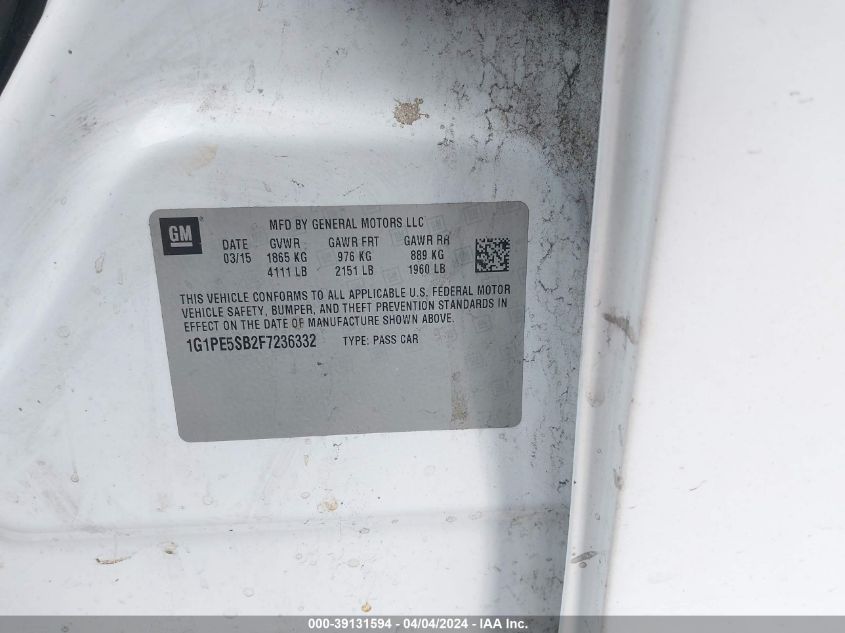 GM
MFD BY GENERAL MOTORS LLC
DATE GVWR GAWR FRT GAWR RR
03/15 1865 KG 976 KG 889 KG
4111 LB 2151 LB 1960 LB
THIS VEHICLE CONFORMS TO ALL APPLICABLE U.S. FEDERAL MOTOR
VEHICLE SAFETY, BUMPER, AND THEFT PREVENTION STANDARDS IN
EFFECT ON THE DATE OF MANUFACTURE SHOWN ABOVE.
1G1PE5SB2F7236332 TYPE: PASS CAR
000-39131594 - 04/04/2024 - IAA Inc.